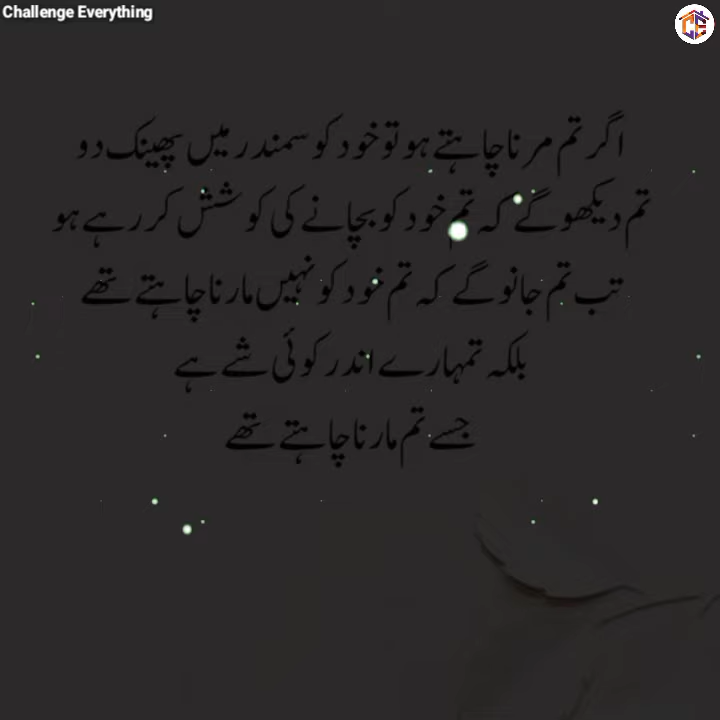 Challenge Everything
CE
اگر تم مرنا چاہتے ہو تو خود کو سمندر میں پھینک دو
تم دیکھو گے کہ تم خود کو بچانے کی کوشش کر رہے ہو
تب تم جانو گے کہ تم خود کو نہیں مارنا چاہتے تھے
بلکہ تمہارے اندر کوئی شے ہے
جسے تم مارنا چاہتے تھے